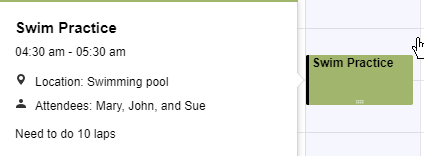 Swim Practice
04:30 am - 05:30 am
Location: Swimming pool
Attendees: Mary, John, and Sue
Need to do 10 laps
Swim Practice